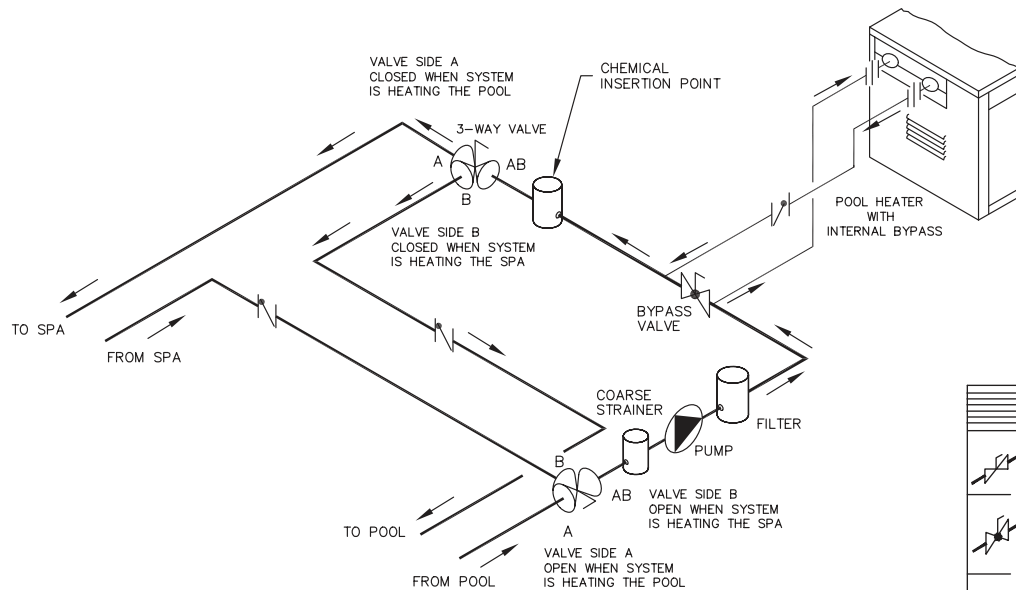 VALVE SIDE A
CLOSED WHEN SYSTEM
IS HEATING THE POOL
CHEMICAL
INSERTION POINT
3-WAY VALVE
A
AB
B
VALVE SIDE B
CLOSED WHEN SYSTEM
IS HEATING THE SPA
POOL HEATER
WITH
INTERNAL BYPASS
BYPASS
VALVE
TO SPA
FROM SPA
COARSE
STRAINER
FILTER
PUMP
B
AB
A
VALVE SIDE B
OPEN WHEN SYSTEM
IS HEATING THE SPA
TO POOL
FROM POOL
VALVE SIDE A
OPEN WHEN SYSTEM
IS HEATING THE POOL